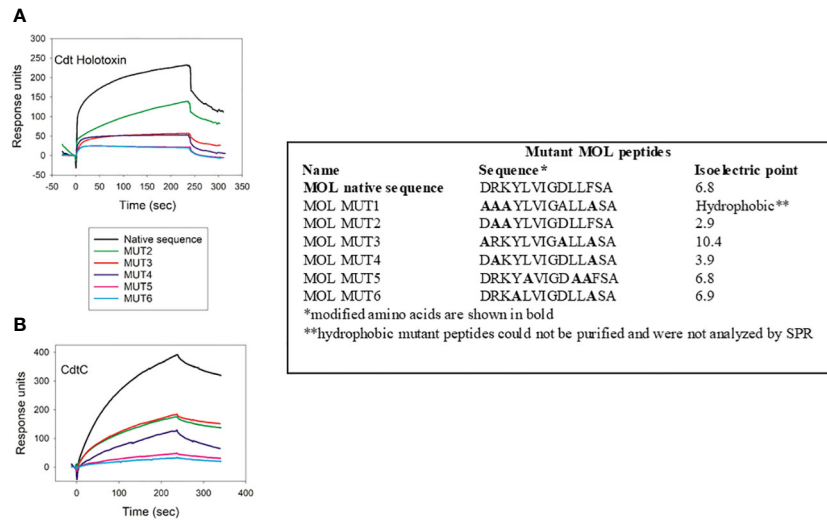 A
Cdt Holotoxin
Response units
300
250
200
150
100
50
0
-50
-50 0 50 100 150 200 250 300 350
Time (sec)
Native sequence
MUT2
MUT3
MUT4
MUT5
MUT6
B
CdtC
Response units
400
300
200
100
0
0 100 200 300 400
Time (sec)
Mutant MOL peptides
Name Sequence* Isoelectric point
MOL native sequence DRKYLVIGDLLFSA 6.8
MOL MUT1 AAAYLVIGALLASA Hydrophobic**
MOL MUT2 DAAYLVIGDLLFSA 2.9
MOL MUT3 ARKYLVIGALLASA 10.4
MOL MUT4 DAKYLVIGDLLASA 3.9
MOL MUT5 DRKYAVIGDAAFSA 6.8
MOL MUT6 DRKALVIGDLLASA 6.9
*modified amino acids are shown in bold
**hydrophobic mutant peptides could not be purified and were not analyzed by SPR